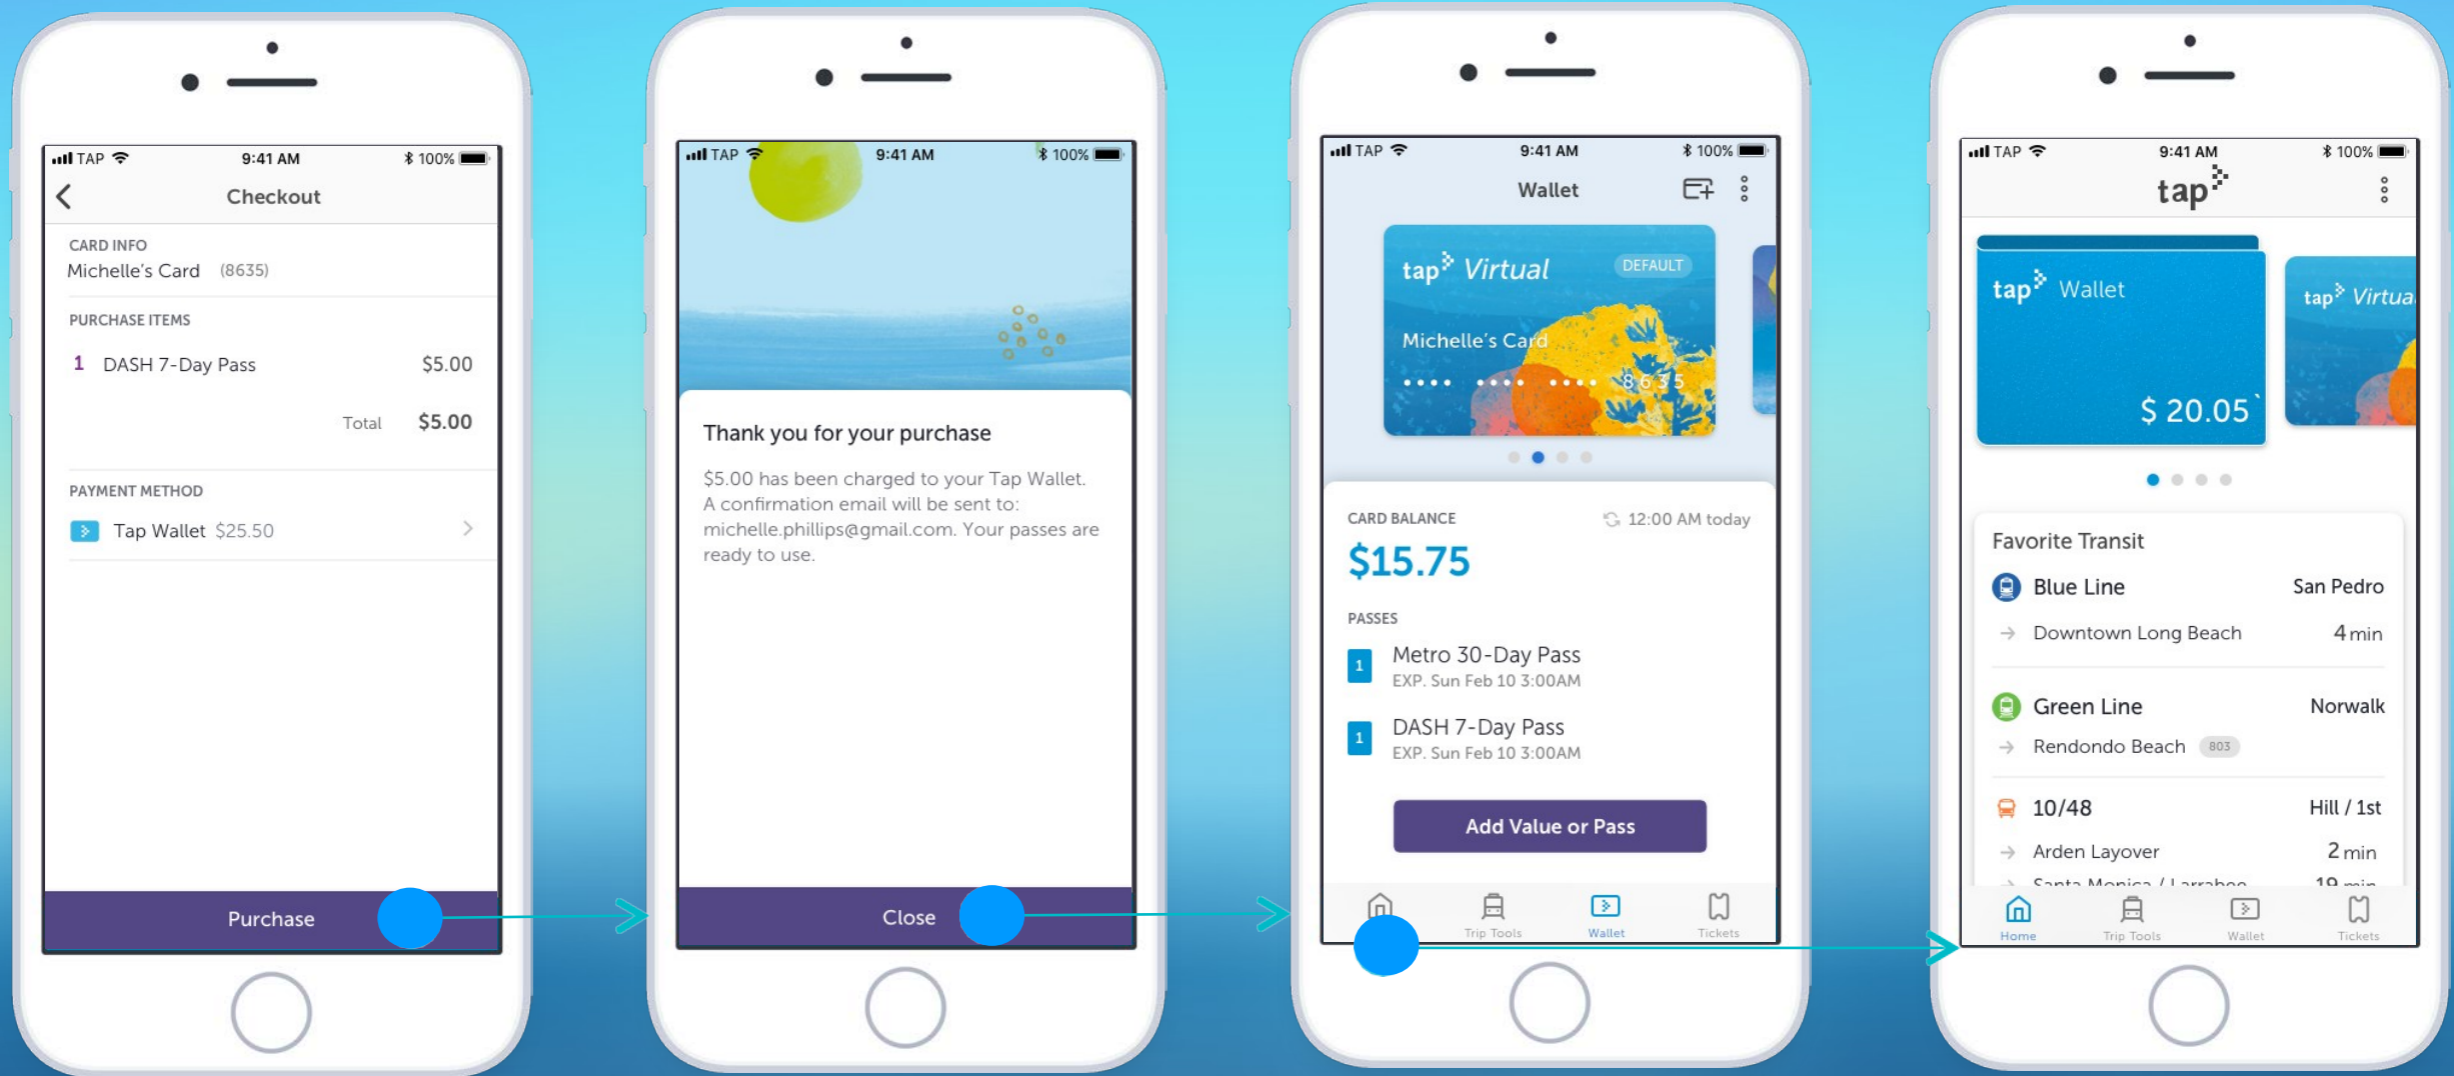 TAP 9:41 AM 100%
Checkout
CARD INFO
Michelle's Card (8635)
PURCHASE ITEMS
1 DASH 7-Day Pass $5.00
Total $5.00
PAYMENT METHOD
Tap Wallet $25.50
Purchase
TAP 9:41 AM 100%
Thank you for your purchase
$5.00 has been charged to your Tap Wallet.
A confirmation email will be sent to:
michelle.phillips@gmail.com. Your passes are
ready to use.
Close
TAP 9:41 AM 100%
Wallet
tap Virtual DEFAULT
Michelle's Card
•••• •••• •••• 8635
CARD BALANCE 12:00 AM today
$15.75
PASSES
1 Metro 30-Day Pass
EXP. Sun Feb 10 3:00AM
1 DASH 7-Day Pass
EXP. Sun Feb 10 3:00AM
Add Value or Pass
Trip Tools Wallet Tickets
TAP 9:41 AM 100%
tap
tap Wallet
$ 20.05`
tap Virtua
Favorite Transit
Blue Line San Pedro
Downtown Long Beach 4 min
Green Line Norwalk
Rendondo Beach 803
10/48 Hill / 1st
Arden Layover 2 min
Santa Monica / Larrabee 19 min
Home Trip Tools Wallet Tickets